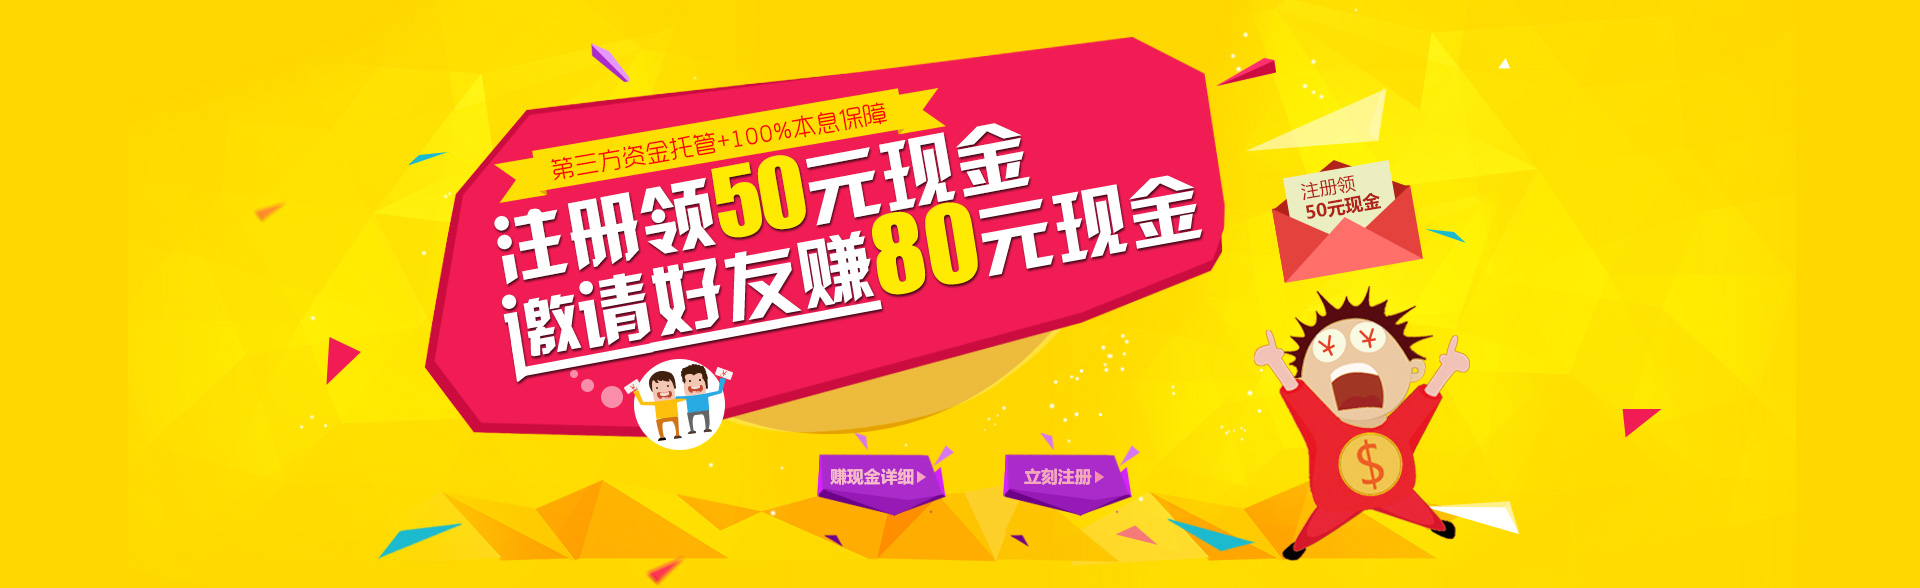 第三方资金托管+100%本息保障
注册领50元现金
邀请好友赚80元现金
注册领
50元现金
¥ ¥
$
赚现金详细
立刻注册